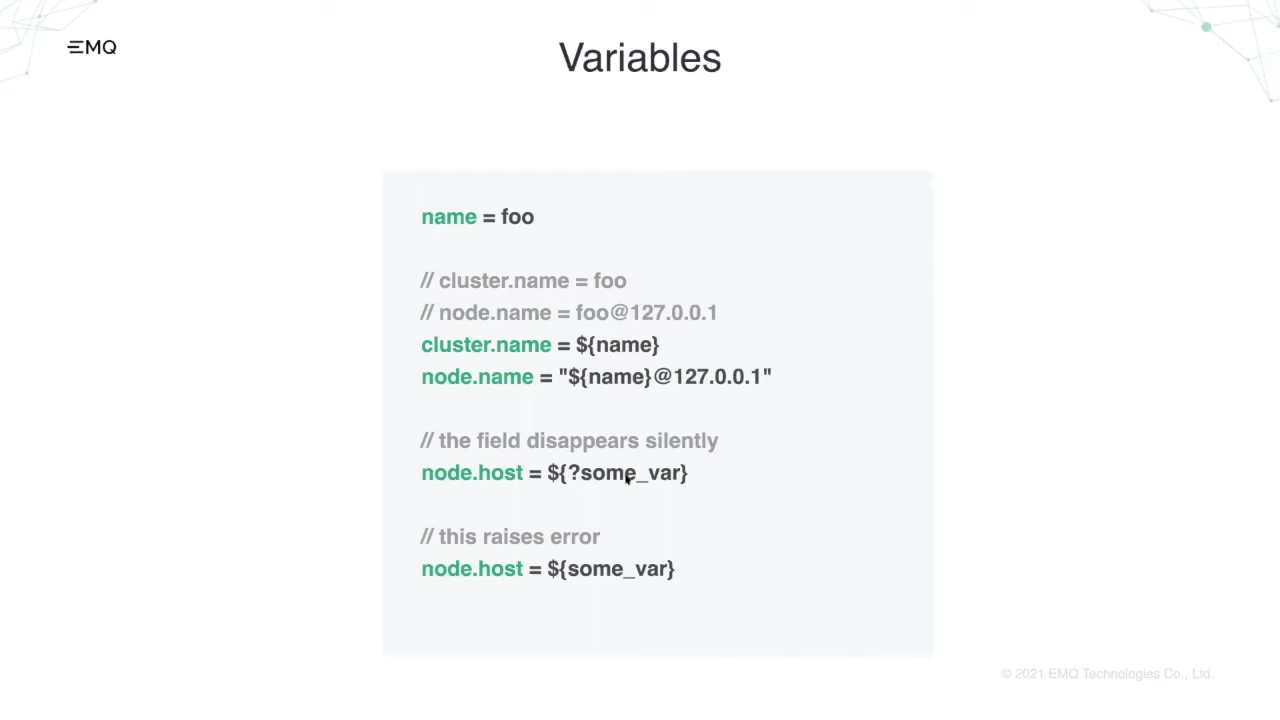 EMQ
Variables
name = foo
// cluster.name = foo
// node.name = foo@127.0.0.1
cluster.name = ${name}
node.name = "${name}@127.0.0.1"
// the field disappears silently
node.host = ${?some_var}
// this raises error
node.host = ${some_var}
© 2021 EMQ Technologies Co., Ltd.